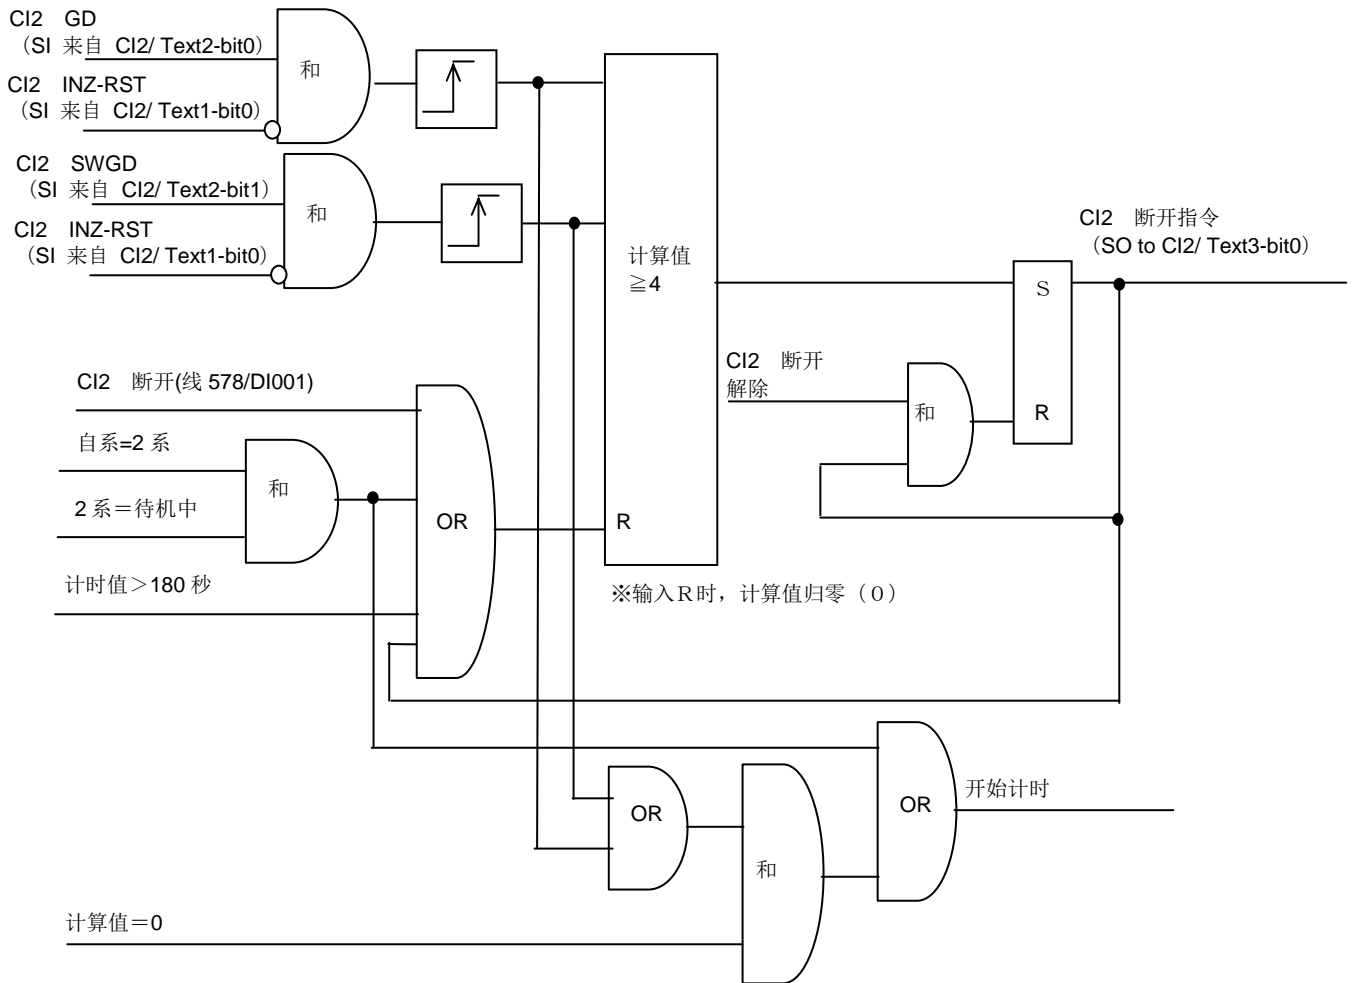 CI2 GD
（SI 来自 CI2/ Text2-bit0）
和
CI2 INZ-RST
（SI 来自 CI2/ Text1-bit0）
CI2 SWGD
（SI 来自 CI2/ Text2-bit1）
和
CI2 INZ-RST
（SI 来自 CI2/ Text1-bit0）
计算值
≧4
CI2 断开指令
（SO to CI2/ Text3-bit0）
S
CI2 断开
解除
和
R
CI2 断开(线 578/DI001)
自系=2 系
和
2 系＝待机中
OR
R
计时值＞180 秒
※输入R时，计算值归零（0）
OR
和
OR
开始计时
计算值＝0